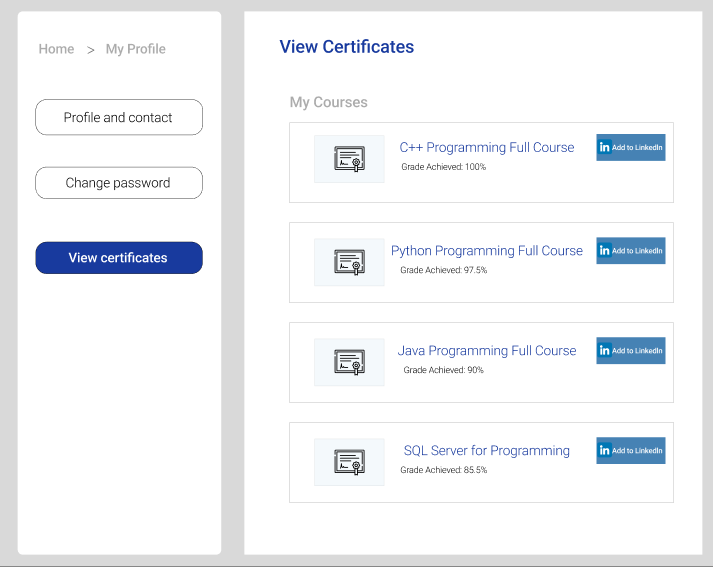 Home > My Profile
Profile and contact
Change password
View certificates
View Certificates
My Courses
C++ Programming Full Course
Grade Achieved: 100%
in Add to LinkedIn
Python Programming Full Course
Grade Achieved: 97.5%
in Add to LinkedIn
Java Programming Full Course
Grade Achieved: 90%
in Add to LinkedIn
SQL Server for Programming
Grade Achieved: 85.5%
in Add to LinkedIn